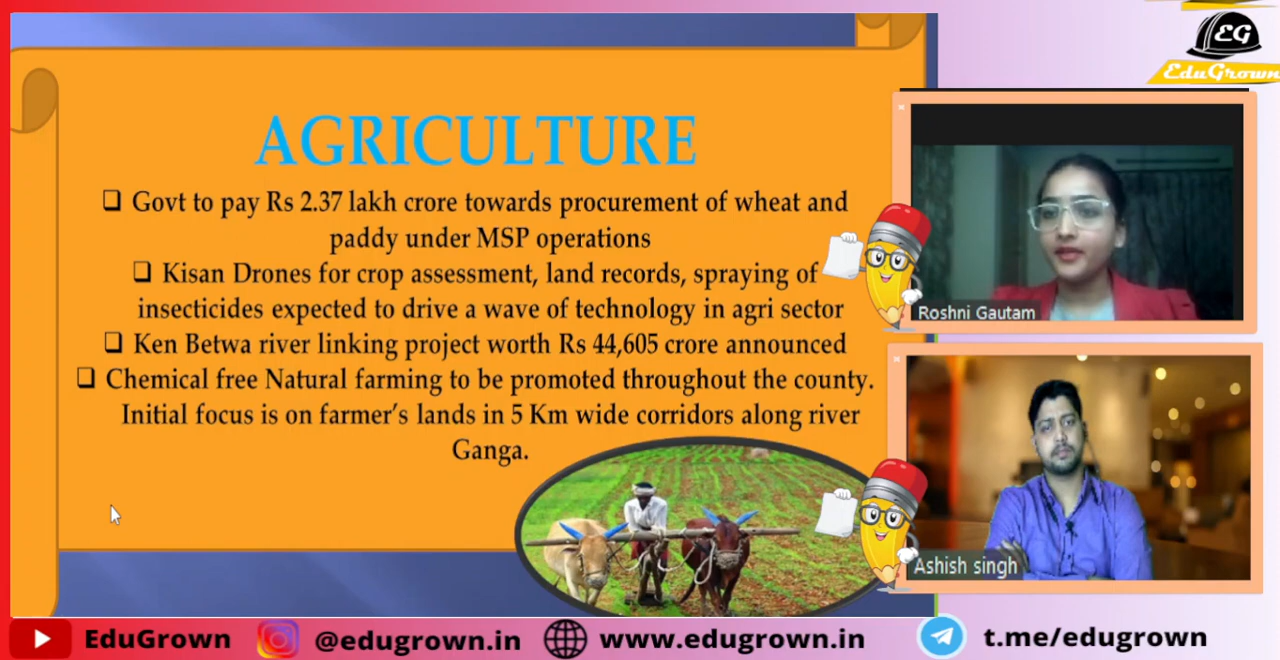 EG
EduGrown
AGRICULTURE
❑ Govt to pay Rs 2.37 lakh crore towards procurement of wheat and
paddy under MSP operations
❑ Kisan Drones for crop assessment, land records, spraying of
insecticides expected to drive a wave of technology in agri sector
❑ Ken Betwa river linking project worth Rs 44,605 crore announced
❑ Chemical free Natural farming to be promoted throughout the county.
Initial focus is on farmer's lands in 5 Km wide corridors along river
Ganga.
Roshni Gautam
Ashish singh
EduGrown
@edugrown.in
www.edugrown.in
t.me/edugrown